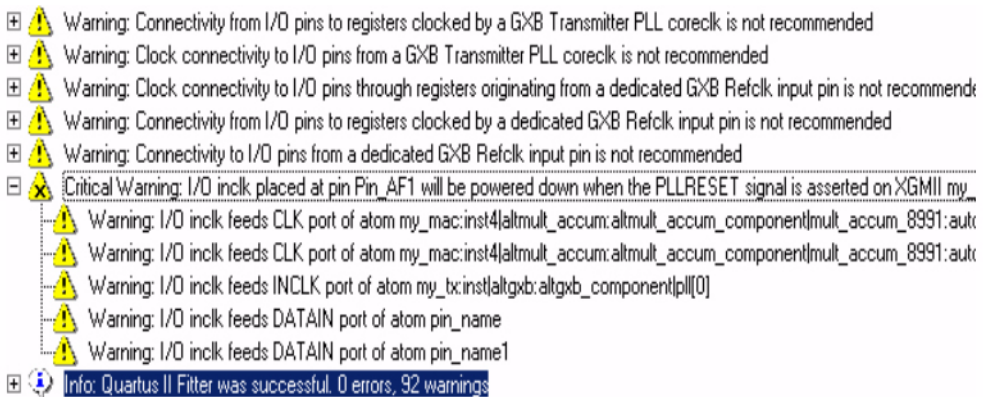 Warning: Connectivity from I/O pins to registers clocked by a GXB Transmitter PLL coreclk is not recommended
Warning: Clock connectivity to I/O pins from a GXB Transmitter PLL coreclk is not recommended
Warning: Clock connectivity to I/O pins through registers originating from a dedicated GXB Refclk input pin is not recommende
Warning: Connectivity from I/O pins to registers clocked by a dedicated GXB Refclk input pin is not recommended
Warning: Connectivity to I/O pins from a dedicated GXB Refclk input pin is not recommended
Critical Warning: I/O inclk placed at pin Pin_AF1 will be powered down when the PLLRESET signal is asserted on XGMII my_
Warning: I/O inclk feeds CLK port of atom my_mac:inst4|altmult_accum:altmult_accum_component|mult_accum_8991:auto
Warning: I/O inclk feeds CLK port of atom my_mac:inst4|altmult_accum:altmult_accum_component|mult_accum_8991:auto
Warning: I/O inclk feeds INCLK port of atom my_tx:inst|altgxb:altgxb_component|pll[0]
Warning: I/O inclk feeds DATAIN port of atom pin_name
Warning: I/O inclk feeds DATAIN port of atom pin_name1
Info: Quartus II Fitter was successful. 0 errors, 92 warnings